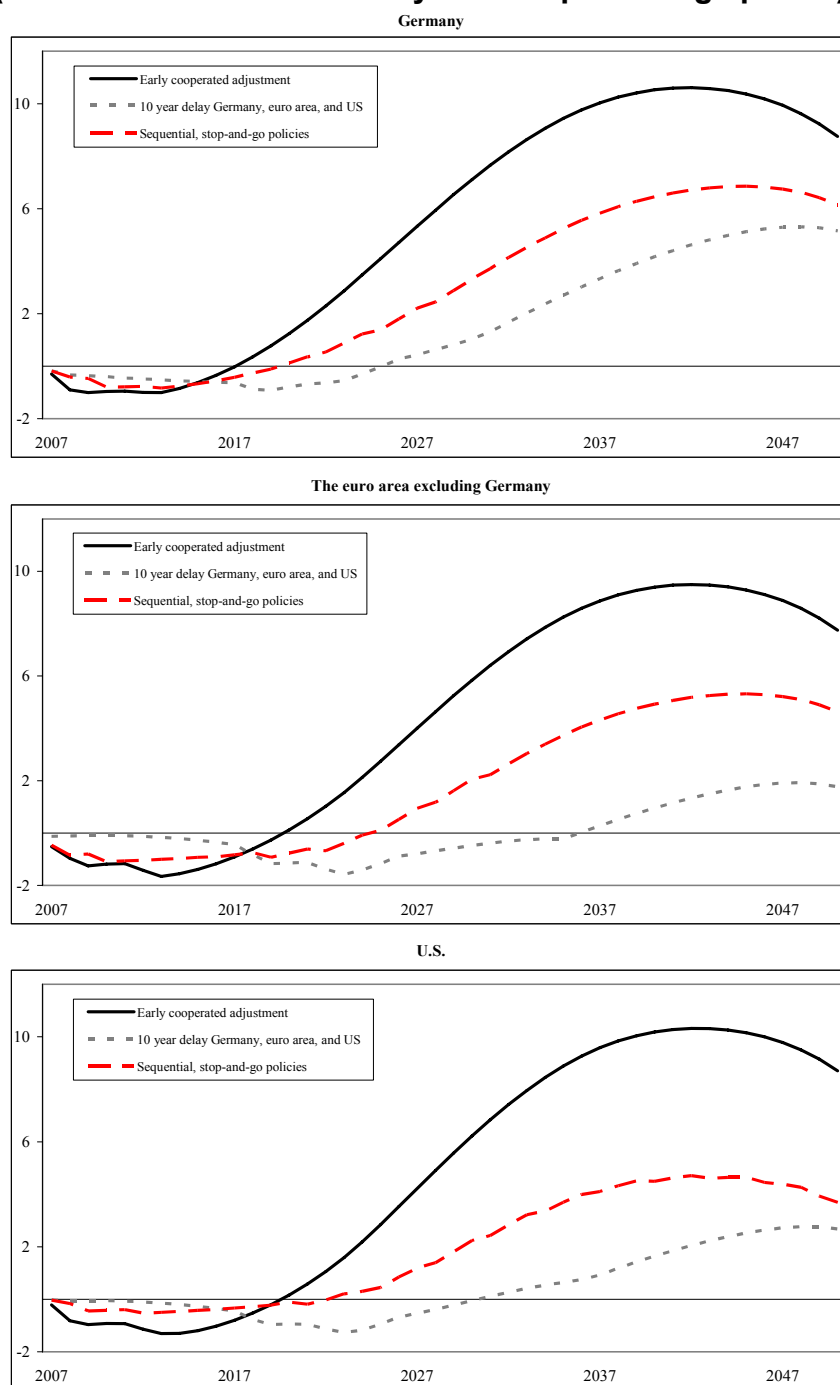 Germany
Early cooperated adjustment
10 year delay Germany, euro area, and US
Sequential, stop-and-go policies
10
6
2
-2
2007 2017 2027 2037 2047
The euro area excluding Germany
Early cooperated adjustment
10 year delay Germany, euro area, and US
Sequential, stop-and-go policies
10
6
2
-2
2007 2017 2027 2037 2047
U.S.
Early cooperated adjustment
10 year delay Germany, euro area, and US
Sequential, stop-and-go policies
10
6
2
-2
2007 2017 2027 2037 2047